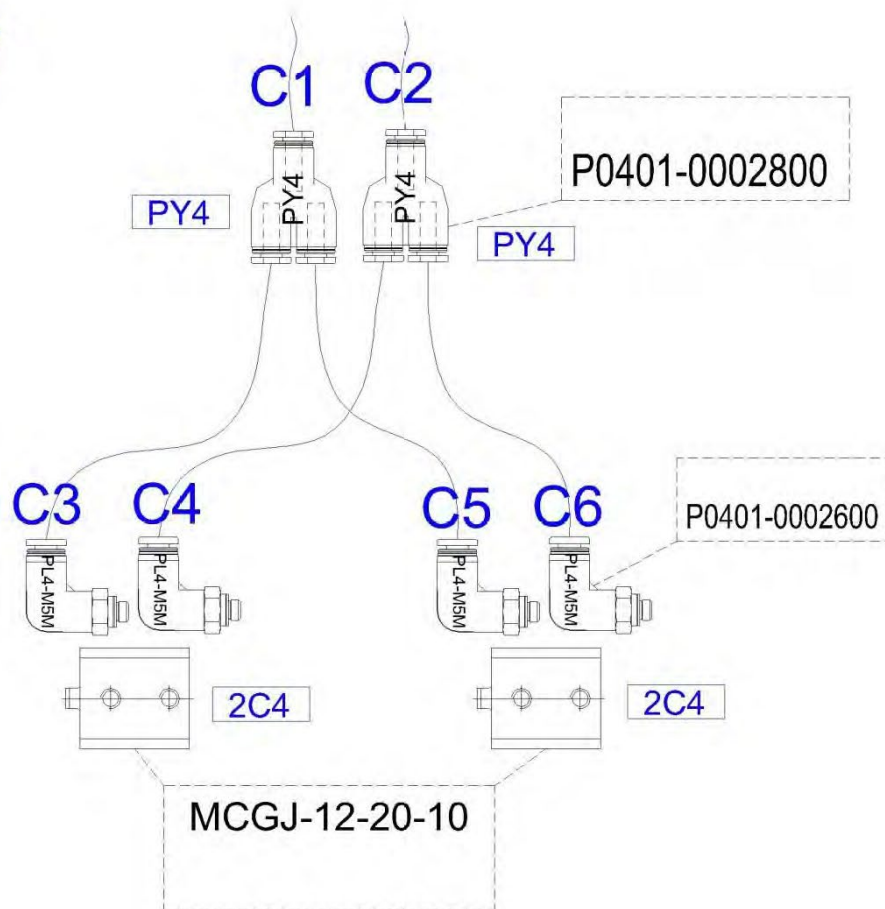 C1
C2
P0401-0002800
PY4
PY4
PY4
PY4
C3
C4
C5
C6
P0401-0002600
PL4-M5M
PL4-M5M
PL4-M5M
PL4-M5M
2C4
2C4
MCGJ-12-20-10